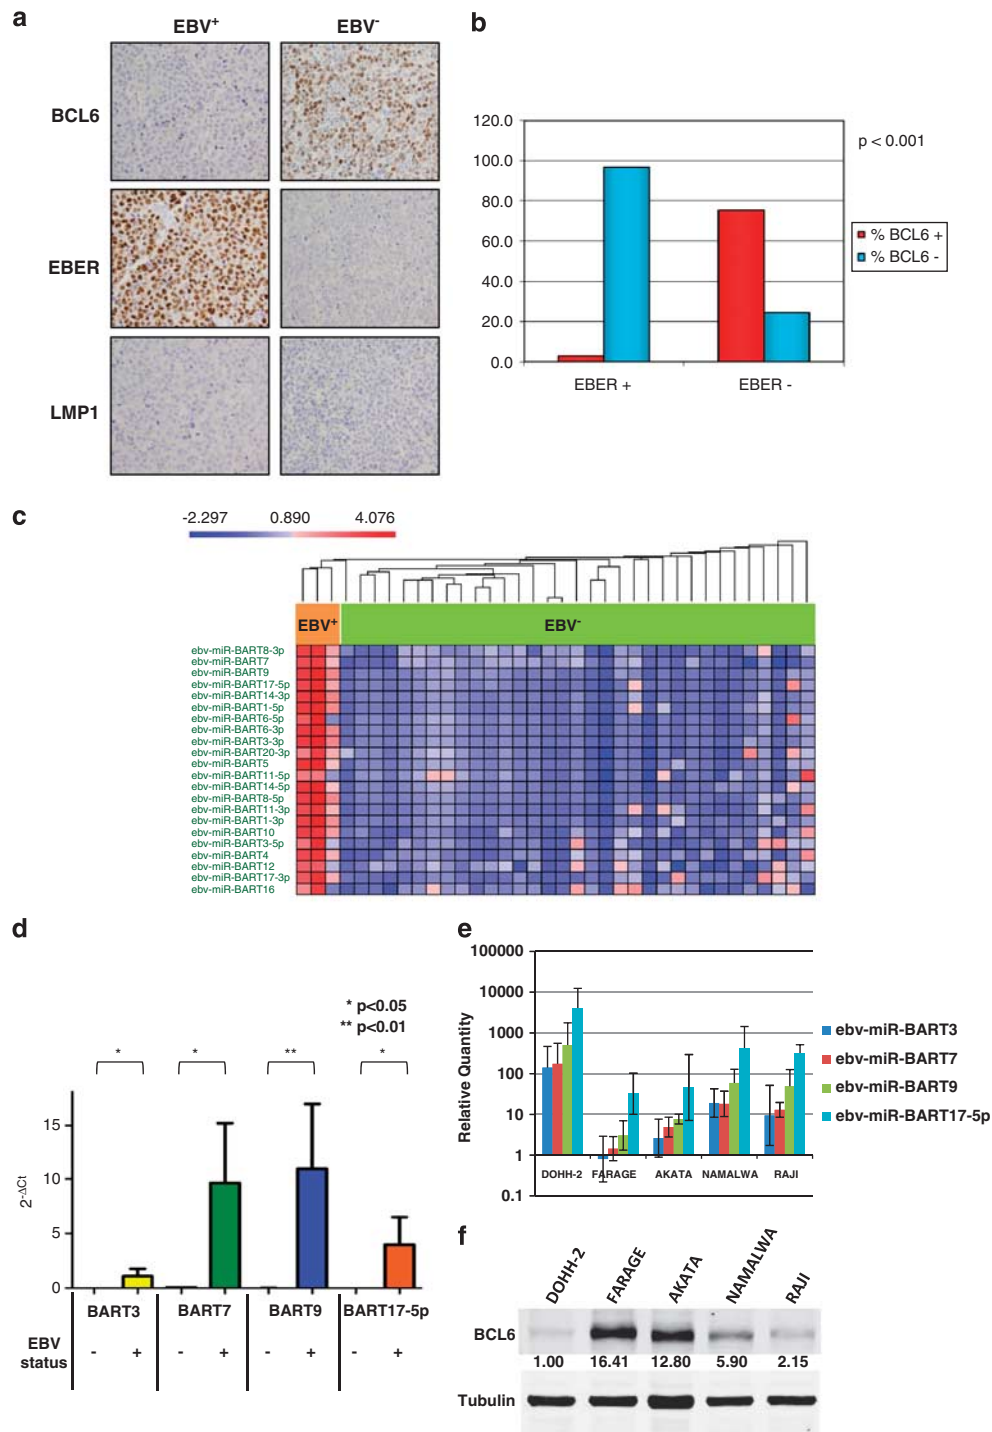 a
EBV+ EBV-
BCL6
EBER
LMP1
b
120.0
100.0
80.0
60.0
40.0
20.0
0.0
EBER + EBER -
p < 0.001
% BCL6 +
% BCL6 -
c
-2.297 0.890 4.076
EBV+ EBV-
ebv-miR-BART8-3p
ebv-miR-BART7
ebv-miR-BART9
ebv-miR-BART17-5p
ebv-miR-BART14-3p
ebv-miR-BART1-5p
ebv-miR-BART6-5p
ebv-miR-BART6-3p
ebv-miR-BART3-3p
ebv-miR-BART20-3p
ebv-miR-BART5
ebv-miR-BART11-5p
ebv-miR-BART14-5p
ebv-miR-BART8-5p
ebv-miR-BART11-3p
ebv-miR-BART1-3p
ebv-miR-BART10
ebv-miR-BART3-5p
ebv-miR-BART4
ebv-miR-BART12
ebv-miR-BART17-3p
ebv-miR-BART16
d
* p<0.05
** p<0.01
* * ** *
2-ΔCt
15
10
5
0
BART3 BART7 BART9 BART17-5p
EBV status
- + - + - + - +
e
Relative Quantity
100000
10000
1000
100
10
1
0.1
DOHH-2 FARAGE AKATA NAMALWA RAJI
ebv-miR-BART3
ebv-miR-BART7
ebv-miR-BART9
ebv-miR-BART17-5p
f
DOHH-2 FARAGE AKATA NAMALWA RAJI
BCL6
1.00 16.41 12.80 5.90 2.15
Tubulin